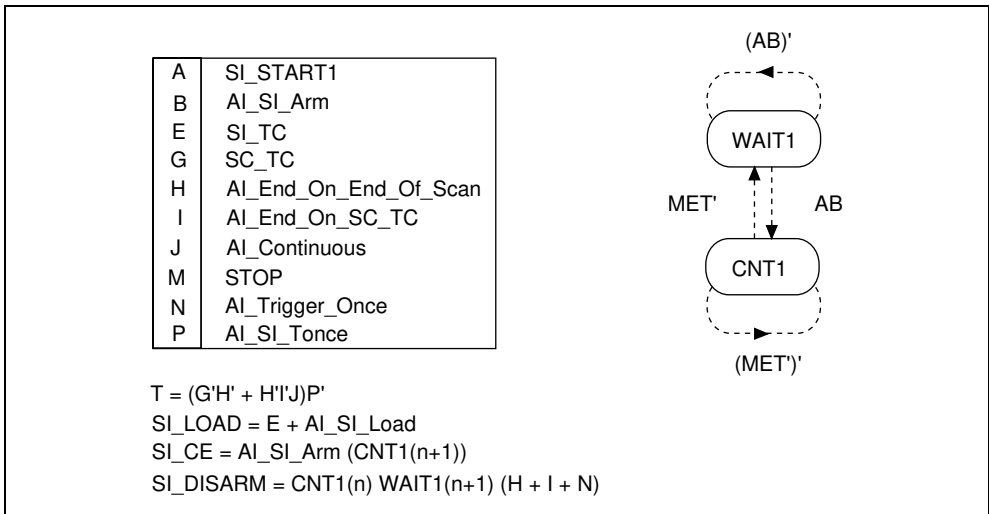 A SI_START1
B AI_SI_Arm
E SI_TC
G SC_TC
H AI_End_On_End_Of_Scan
I AI_End_On_SC_TC
J AI_Continuous
M STOP
N AI_Trigger_Once
P AI_SI_Tonce
T = (G'H' + H'I'J)P'
SI_LOAD = E + AI_SI_Load
SI_CE = AI_SI_Arm (CNT1(n+1))
SI_DISARM = CNT1(n) WAIT1(n+1) (H + I + N)
(AB)'
WAIT1
MET'
AB
CNT1
(MET')'